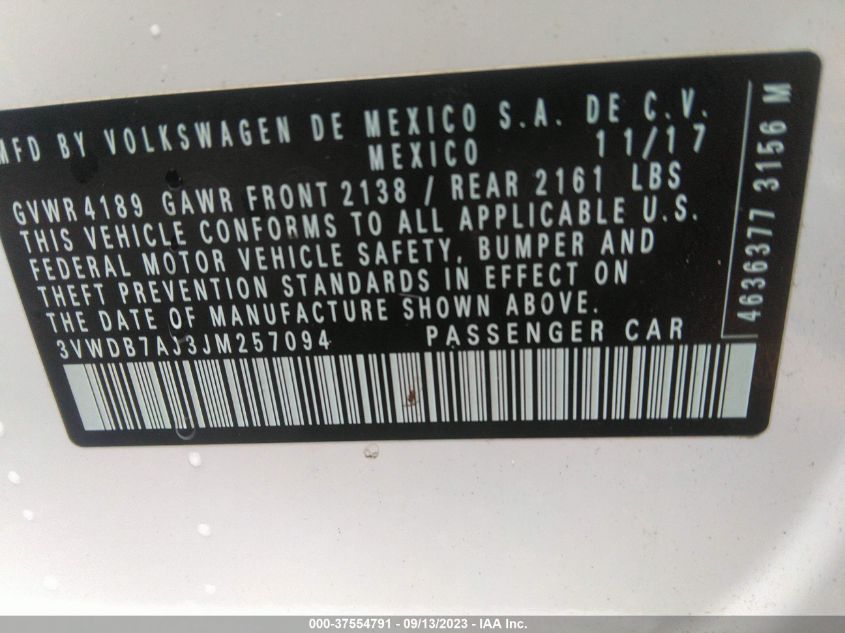 MFD BY VOLKSWAGEN DE MEXICO S.A. DE C.V.
MEXICO 11/17
GVWR 4189 GAWR FRONT 2138 / REAR 2161 LBS
THIS VEHICLE CONFORMS TO ALL APPLICABLE U.S.
FEDERAL MOTOR VEHICLE SAFETY, BUMPER AND
THEFT PREVENTION STANDARDS IN EFFECT ON
THE DATE OF MANUFACTURE SHOWN ABOVE.
3VWDB7AJ3JM257094 PASSENGER CAR
4636377 3156 M
000-37554791 - 09/13/2023 - IAA Inc.